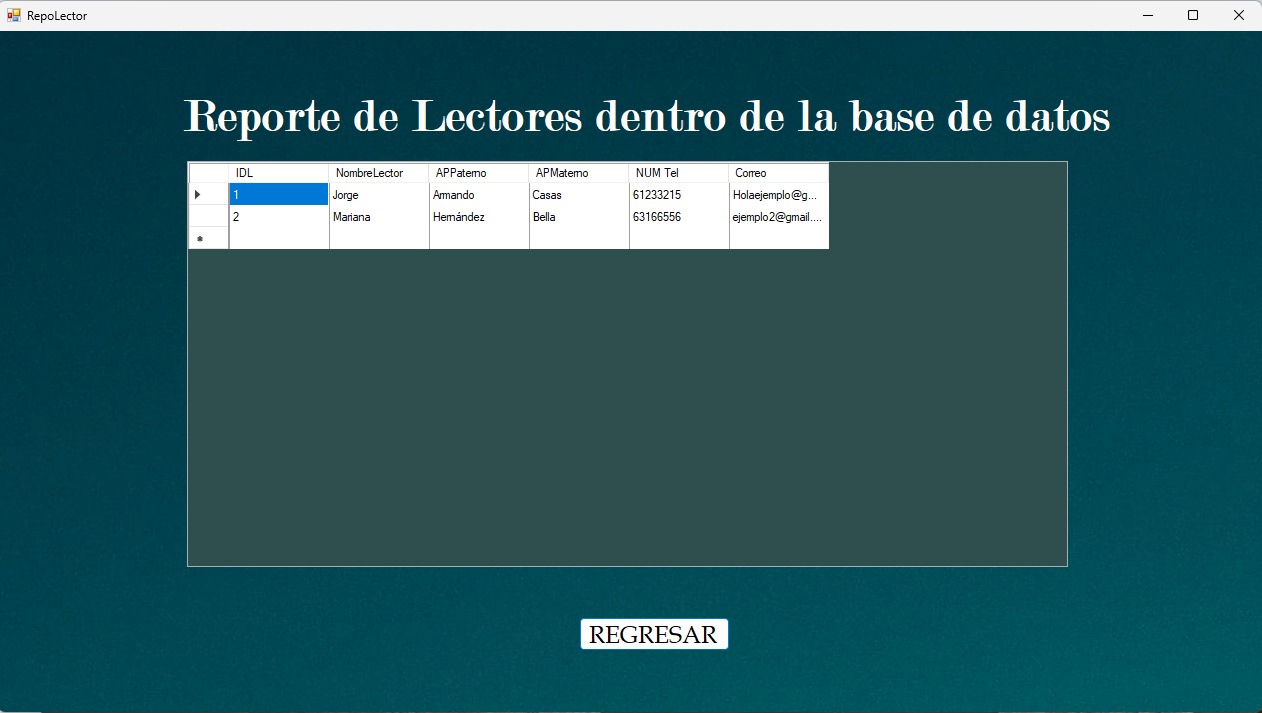 RepoLector
Reporte de Lectores dentro de la base de datos
IDL NombreLector APPaterno APMaterno NUM Tel Correo
1 Jorge Armando Casas 61233215 Holaejemplo@g...
2 Mariana Hernández Bella 63166556 ejemplo2@gmail....
REGRESAR